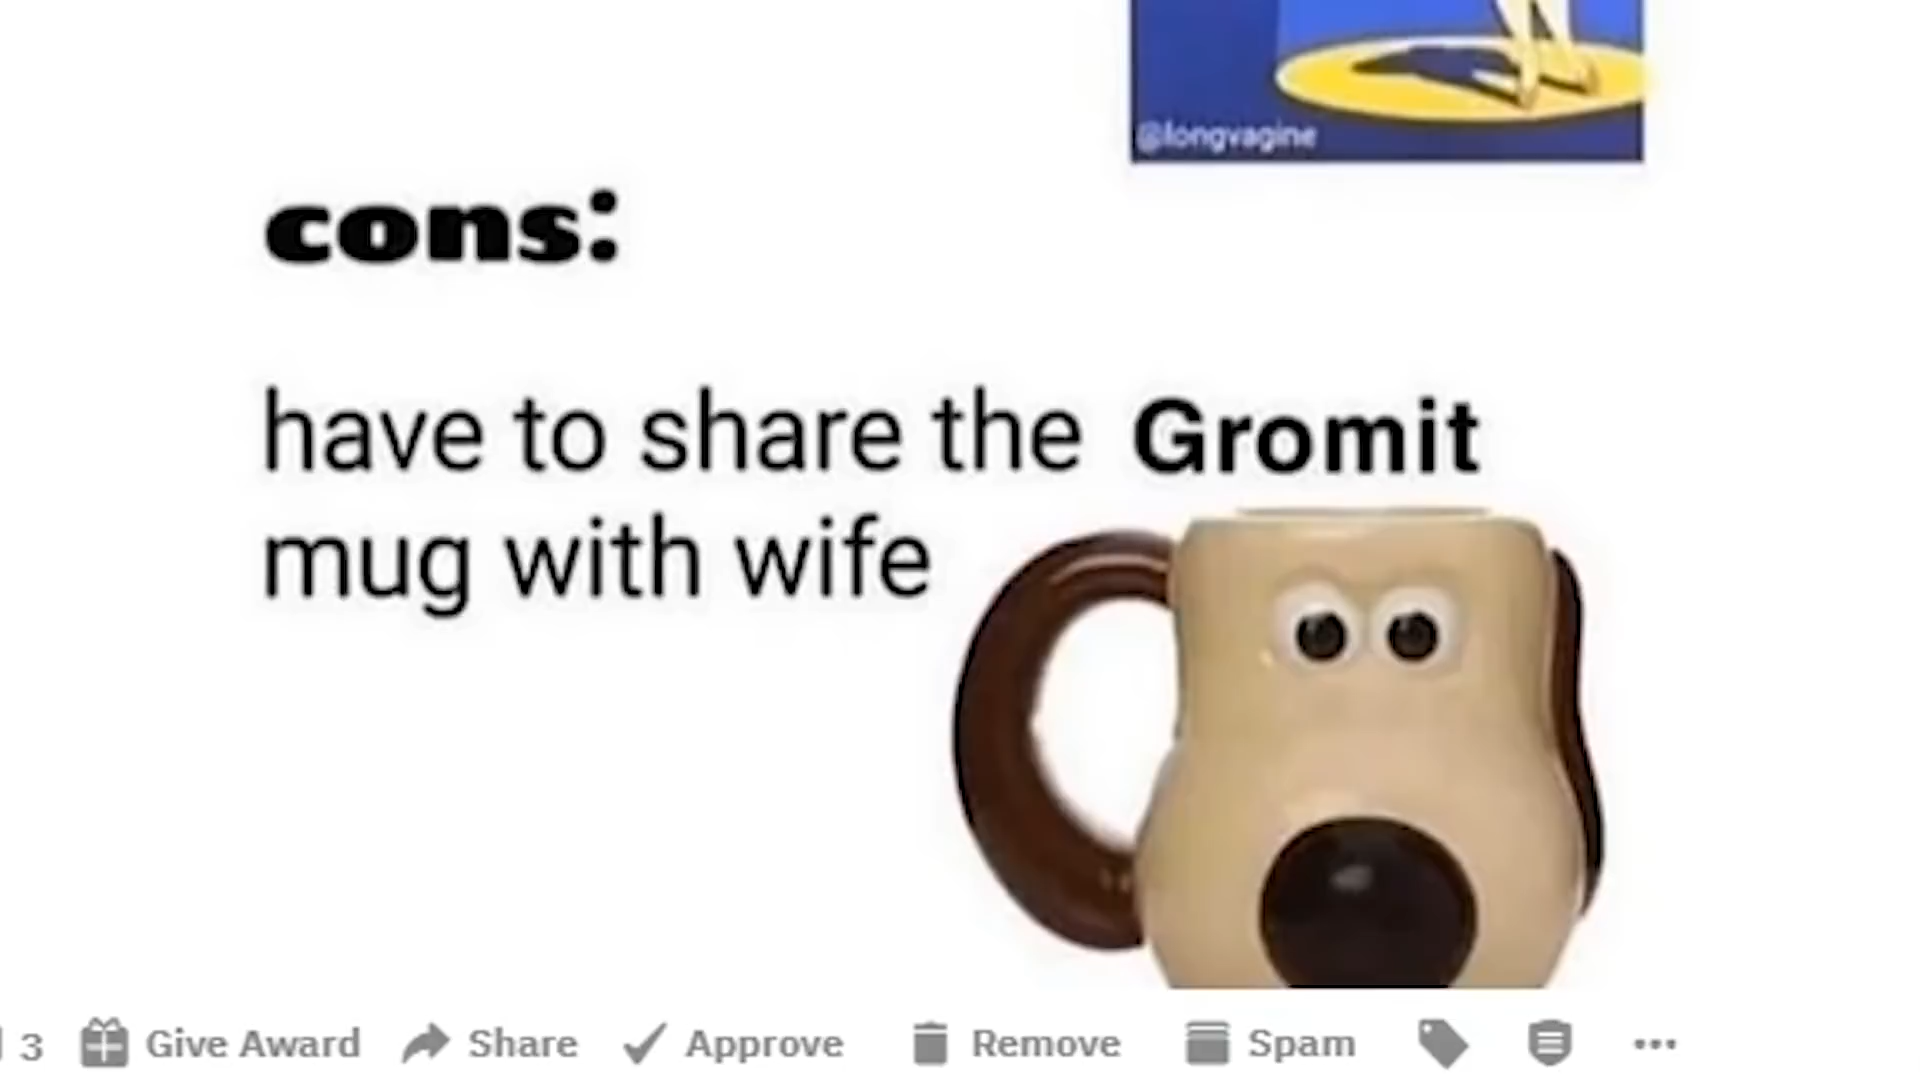 @longvagine
cons:
have to share the Gromit
mug with wife
3 Give Award Share Approve Remove Spam